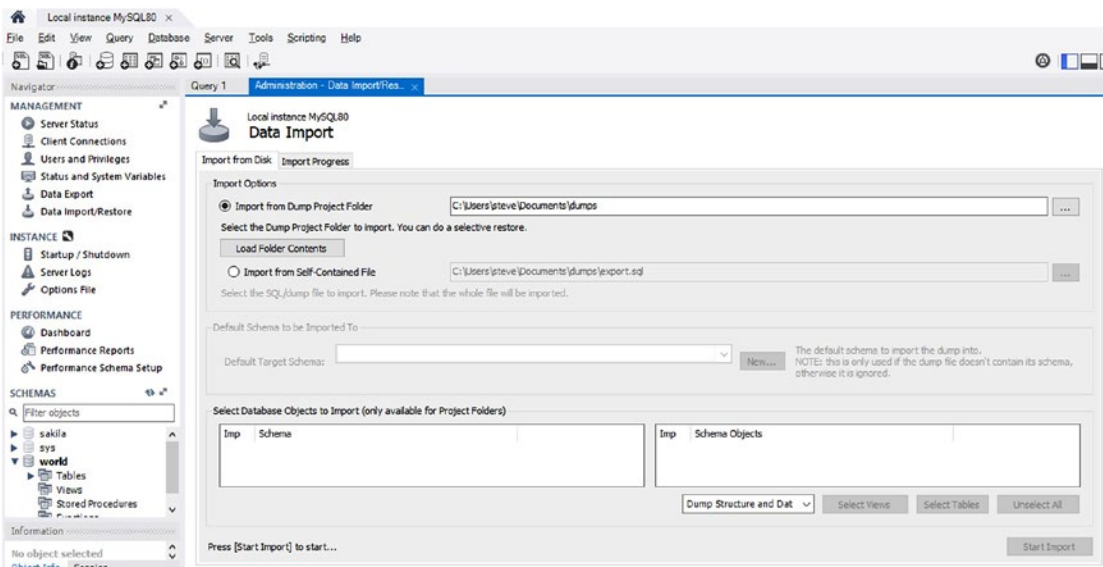 Local instance MySQL80 ×
File Edit View Query Database Server Tools Scripting Help
Navigator
Query 1
Administration - Data Import/Res... ×
MANAGEMENT
Server Status
Client Connections
Users and Privileges
Status and System Variables
Data Export
Data Import/Restore
INSTANCE
Startup / Shutdown
Server Logs
Options File
PERFORMANCE
Dashboard
Performance Reports
Performance Schema Setup
SCHEMAS
Filter objects
sakila
sys
world
Tables
Views
Stored Procedures
Functions
Information
No object selected
Object Info Session
Local instance MySQL80
Data Import
Import from Disk Import Progress
Import Options
Import from Dump Project Folder C:\Users\steve\Documents\dumps ...
Select the Dump Project Folder to import. You can do a selective restore.
Load Folder Contents
Import from Self-Contained File C:\Users\steve\Documents\dumps\export.sql ...
Select the SQL/dump file to import. Please note that the whole file will be imported.
Default Schema to be Imported To
Default Target Schema: New...
The default schema to import the dump into.
NOTE: this is only used if the dump file doesn't contain its schema,
otherwise it is ignored.
Select Database Objects to Import (only available for Project Folders)
Imp Schema Imp Schema Objects
Dump Structure and Dat Select Views Select Tables Unselect All
Press [Start Import] to start... Start Import